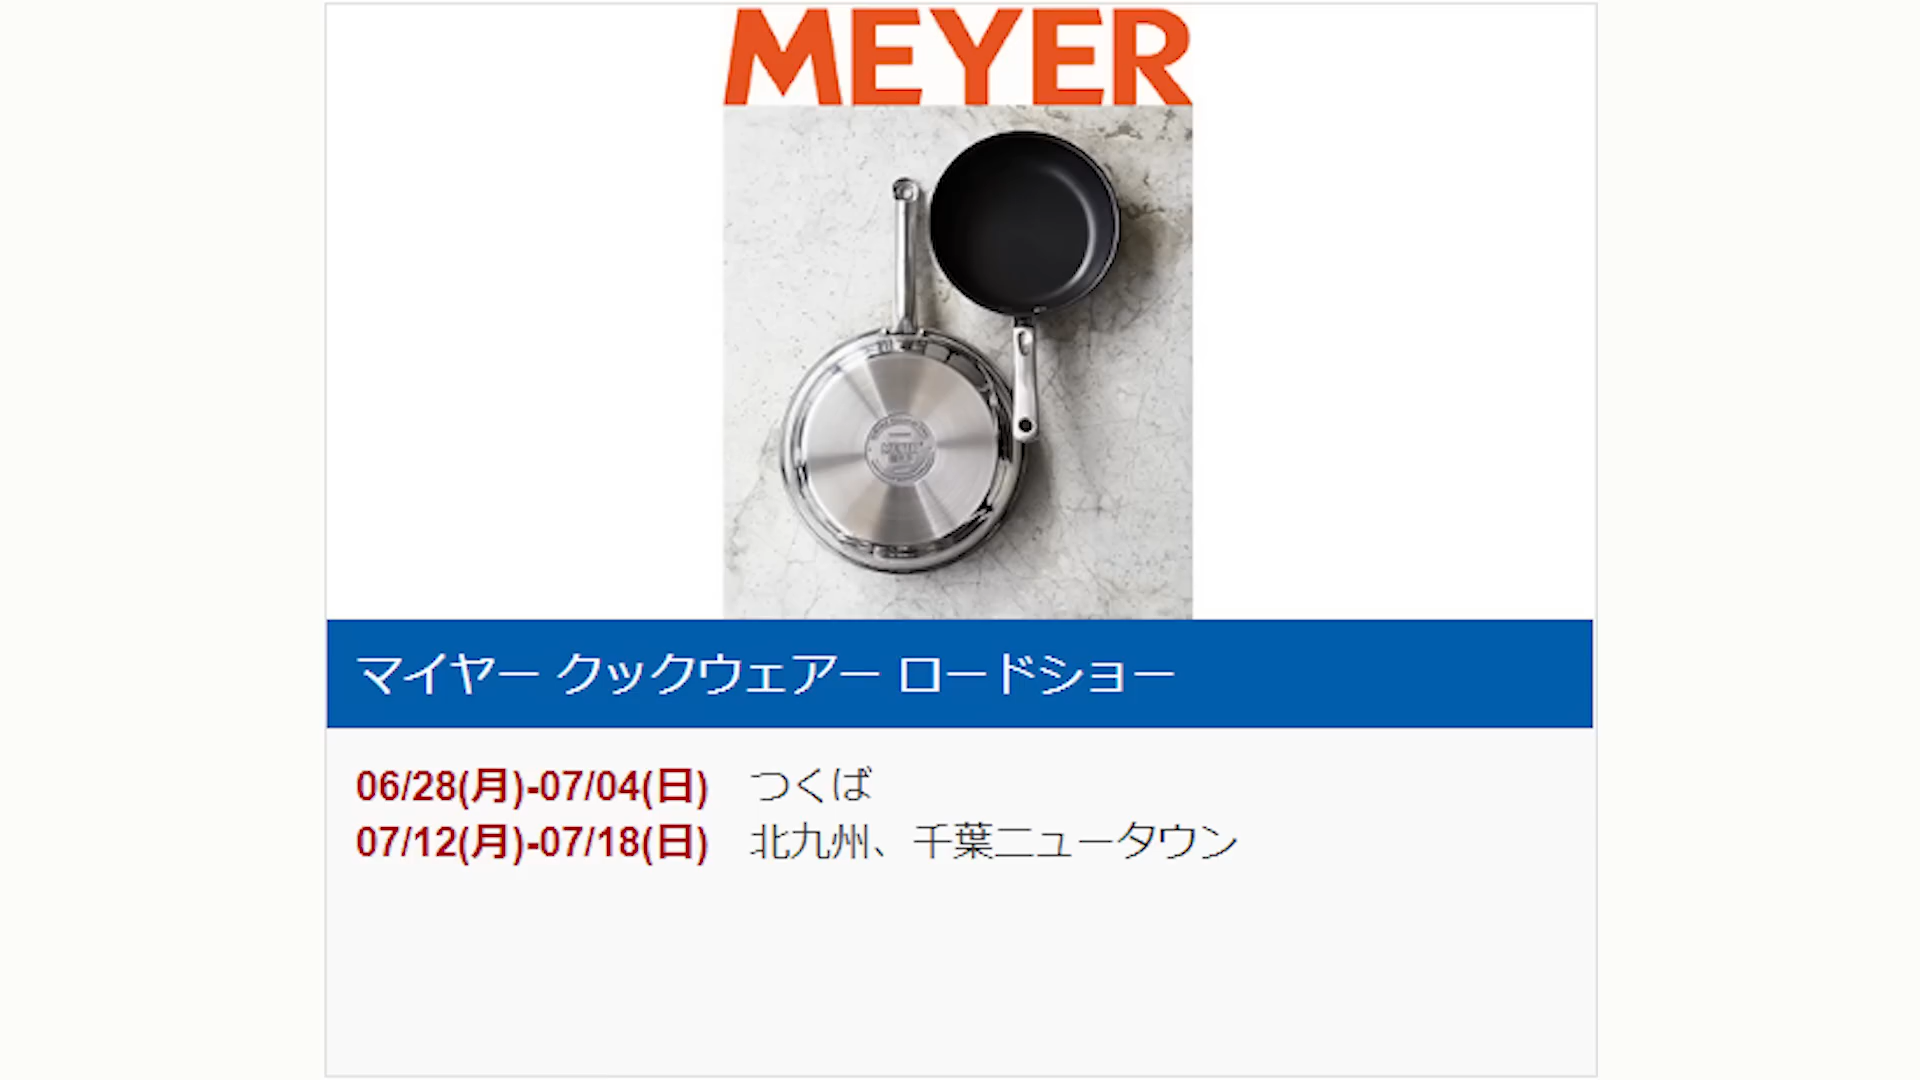 MEYER
MEYER
マイヤー クックウェアー ロードショー
06/28(月)-07/04(日) つくば
07/12(月)-07/18(日) 北九州、千葉ニュータウン